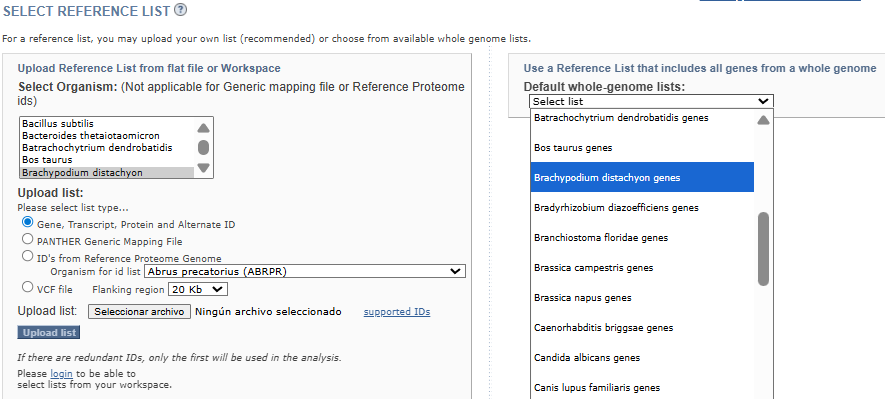 SELECT REFERENCE LIST ?
For a reference list, you may upload your own list (recommended) or choose from available whole genome lists.
Upload Reference List from flat file or Workspace
Select Organism: (Not applicable for Generic mapping file or Reference Proteome
ids)
Bacillus subtilis
Bacteroides thetaiotaomicron
Batrachochytrium dendrobatidis
Bos taurus
Brachypodium distachyon
Upload list:
Please select list type...
Gene, Transcript, Protein and Alternate ID
PANTHER Generic Mapping File
ID's from Reference Proteome Genome
Organism for id list Abrus precatorius (ABRPR)
VCF file Flanking region 20 Kb
Upload list: Seleccionar archivo Ningún archivo seleccionado supported IDs
Upload list
If there are redundant IDs, only the first will be used in the analysis.
Please login to be able to
select lists from your workspace.
Use a Reference List that includes all genes from a whole genome
Default whole-genome lists:
Select list
Batrachochytrium dendrobatidis genes
Bos taurus genes
Brachypodium distachyon genes
Bradyrhizobium diazoefficiens genes
Branchiostoma floridae genes
Brassica campestris genes
Brassica napus genes
Caenorhabditis briggsae genes
Candida albicans genes
Canis lupus familiaris genes